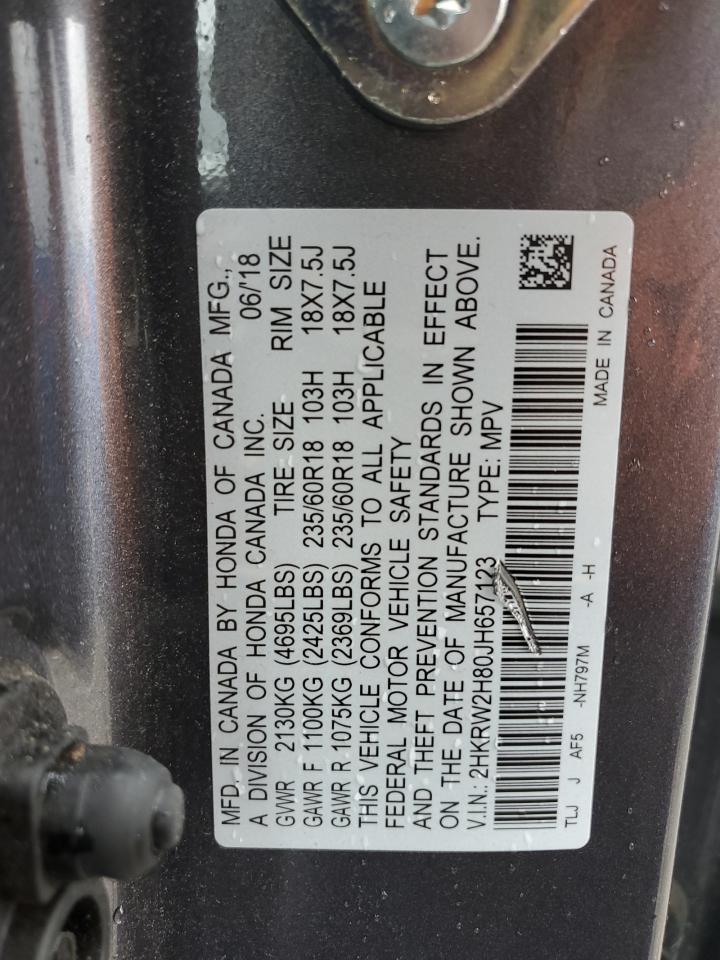 MFD. IN CANADA BY HONDA OF CANADA MFG.,
A DIVISION OF HONDA CANADA INC. 06/'18
GVWR 2130KG (4695LBS) TIRE SIZE RIM SIZE
GAWR F 1100KG (2425LBS) 235/60R18 103H 18X7.5J
GAWR R 1075KG (2369LBS) 235/60R18 103H 18X7.5J
THIS VEHICLE CONFORMS TO ALL APPLICABLE
FEDERAL MOTOR VEHICLE SAFETY
AND THEFT PREVENTION STANDARDS IN EFFECT
ON THE DATE OF MANUFACTURE SHOWN ABOVE.
V.I.N.: 2HKRW2H80JH657123 TYPE: MPV
TLJ J AF5 -NH797M -A -H MADE IN CANADA